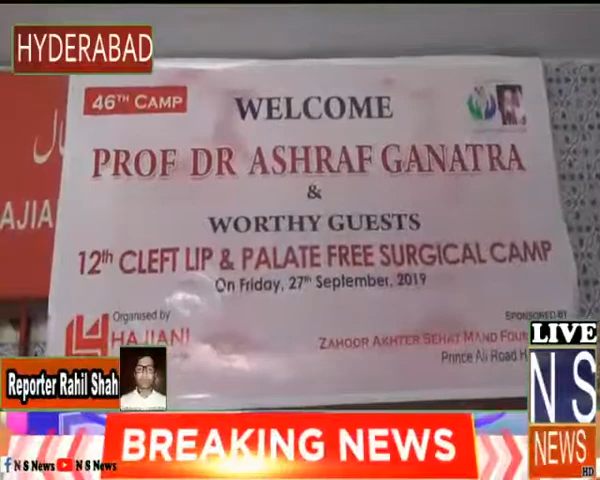 HYDERABAD
46TH CAMP
WELCOME
PROF DR ASHRAF GANATRA
&
WORTHY GUESTS
12th CLEFT LIP & PALATE FREE SURGICAL CAMP
On Friday, 27th September. 2019
AJIA
Organised by
HAJIANI
SPONSORED BY
ZAHOOR AKHTER SEHAT MAND
Prince Ali Road
Reporter Rahil Shah
LIVE
N S
NEWS
HD
BREAKING NEWS
N S News N S News